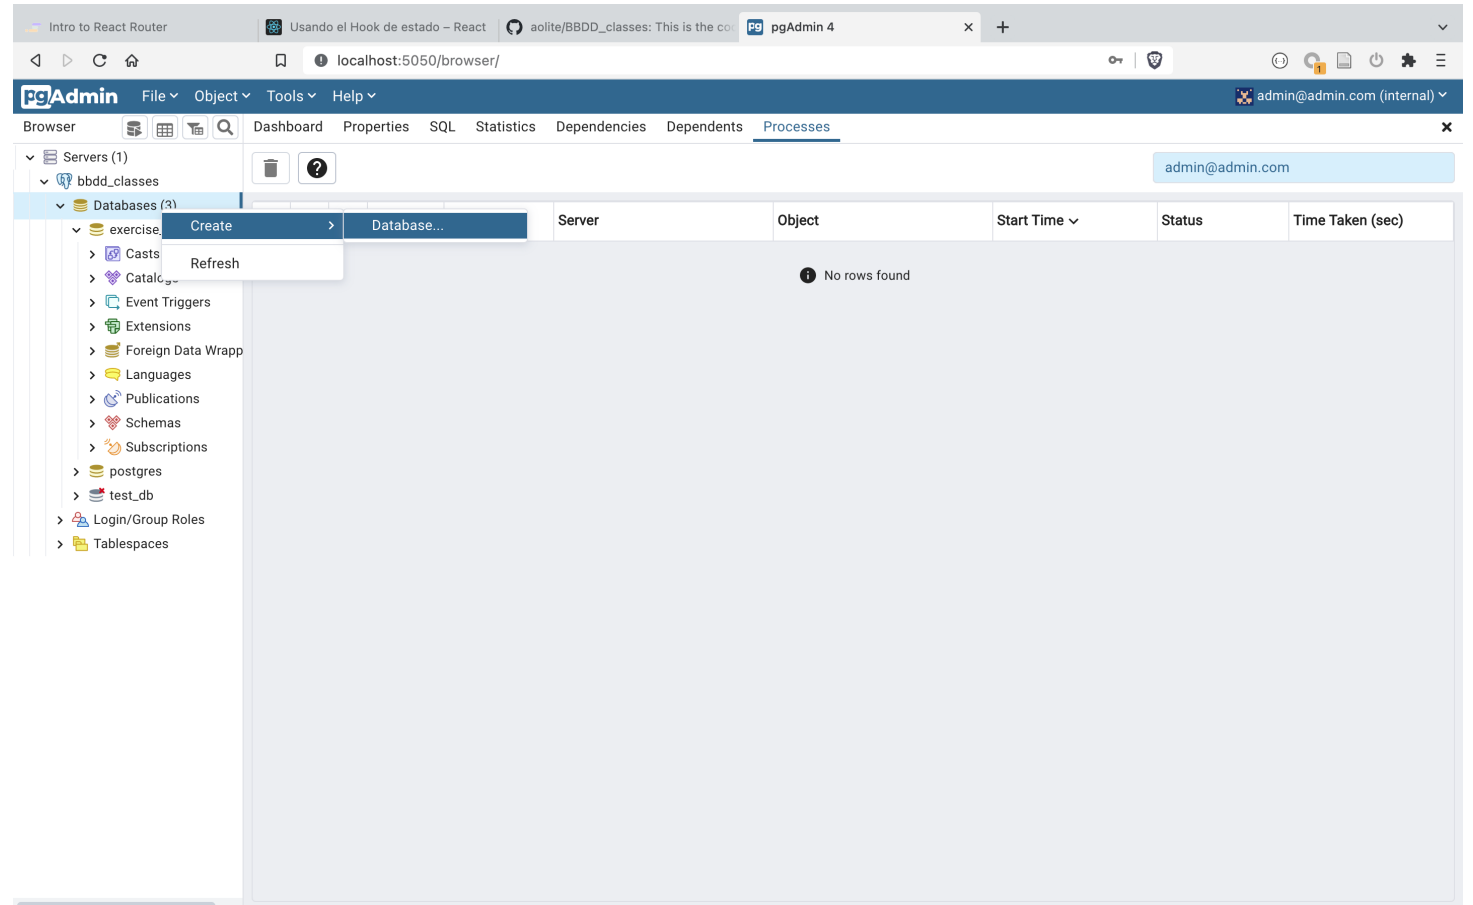 Intro to React Router
Usando el Hook de estado – React
aolite/BBDD_classes: This is the co
pgAdmin 4
localhost:5050/browser/
1
pgAdmin File Object Tools Help admin@admin.com (internal)
Browser Dashboard Properties SQL Statistics Dependencies Dependents Processes
Servers (1)
admin@admin.com
bbdd_classes
Databases (3)
Server Object Start Time Status Time Taken (sec)
Create Database...
exercise_
Casts
Refresh
No rows found
Event Triggers
Extensions
Foreign Data Wrapp
Languages
Publications
Schemas
Subscriptions
postgres
test_db
Login/Group Roles
Tablespaces